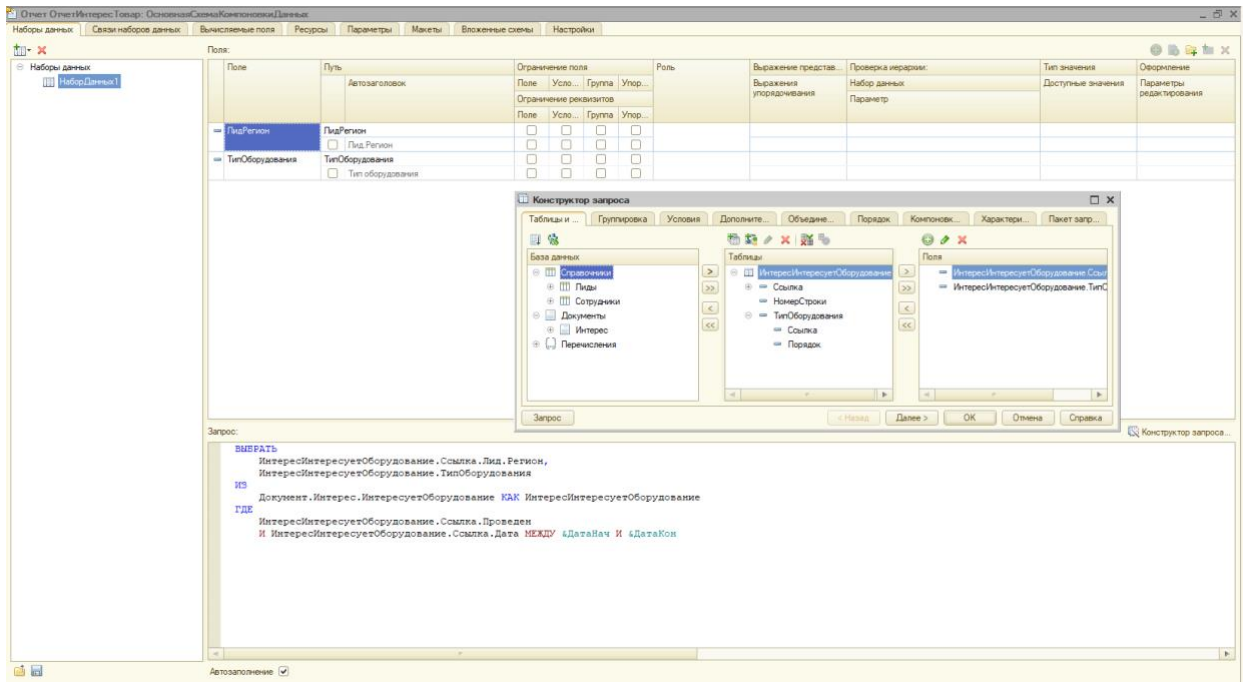 Отчет ОтчетИнтересТовар: ОсновнаяСхемаКомпоновкиДанных
Наборы данных Связи наборов данных Вычисляемые поля Ресурсы Параметры Макеты Вложенные схемы Настройки
Поля:
Наборы данных
НаборДанных1
Поле Путь Ограничение поля Роль Выражение представ... Проверка иерархии: Тип значения Оформление
Автозаголовок Поле Усло... Группа Упор... Выражения упорядочивания Набор данных Доступные значения Параметры редактирования
Ограничение реквизитов Параметр
Поле Усло... Группа Упор...
ЛидРегион ЛидРегион
Лид.Регион
ТипОборудования ТипОборудования
Тип оборудования
Конструктор запроса
Таблицы и ... Группировка Условия Дополните... Объедине... Порядок Компоновк... Характери... Пакет запр...
База данных Таблицы Поля
Справочники
Лиды
Сотрудники
Документы
Интерес
Перечисления
ИнтересИнтересуетОборудование
Ссылка
НомерСтроки
ТипОборудования
Ссылка
Порядок
ИнтересИнтересуетОборудование.Ссыл
ИнтересИнтересуетОборудование.ТипО
Запрос < Назад Далее > OK Отмена Справка
Запрос: Конструктор запроса...
ВЫБРАТЬ
ИнтересИнтересуетОборудование.Ссылка.Лид.Регион,
ИнтересИнтересуетОборудование.ТипОборудования
ИЗ
Документ.Интерес.ИнтересуетОборудование КАК ИнтересИнтересуетОборудование
ГДЕ
ИнтересИнтересуетОборудование.Ссылка.Проведен
И ИнтересИнтересуетОборудование.Ссылка.Дата МЕЖДУ &ДатаНач И &ДатаКон
Автозаполнение